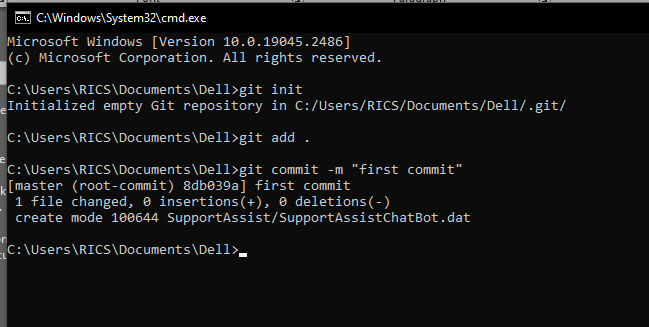 C:\Windows\System32\cmd.exe
Microsoft Windows [Version 10.0.19045.2486]
(c) Microsoft Corporation. All rights reserved.
C:\Users\RICS\Documents\Dell>git init
Initialized empty Git repository in C:/Users/RICS/Documents/Dell/.git/
C:\Users\RICS\Documents\Dell>git add .
C:\Users\RICS\Documents\Dell>git commit -m "first commit"
[master (root-commit) 8db039a] first commit
 1 file changed, 0 insertions(+), 0 deletions(-)
 create mode 100644 SupportAssist/SupportAssistChatBot.dat
C:\Users\RICS\Documents\Dell>